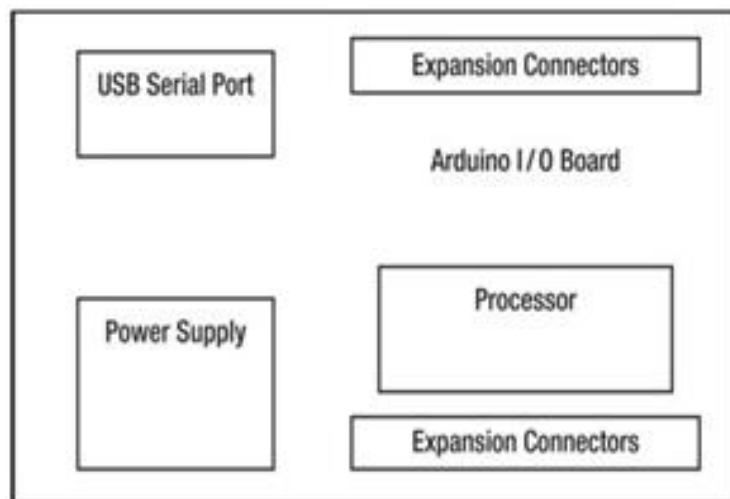 USB Serial Port
Expansion Connectors
Arduino I/O Board
Power Supply
Processor
Expansion Connectors